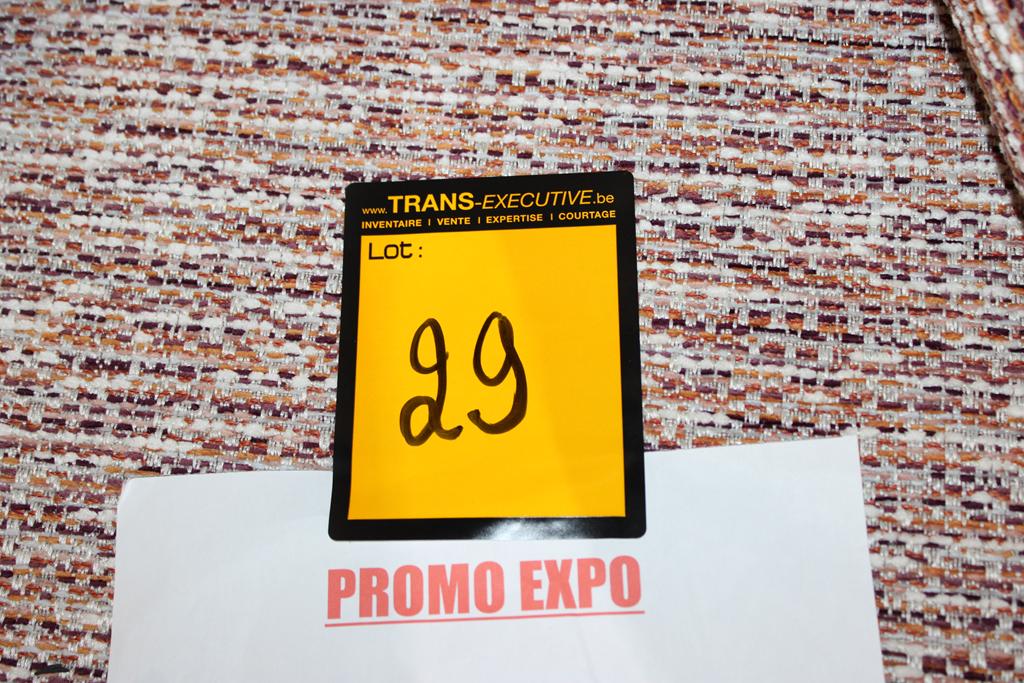 www.TRANS-EXECUTIVE.be
INVENTAIRE I VENTE I EXPERTISE I COURTAGE
Lot :
29
PROMO EXPO